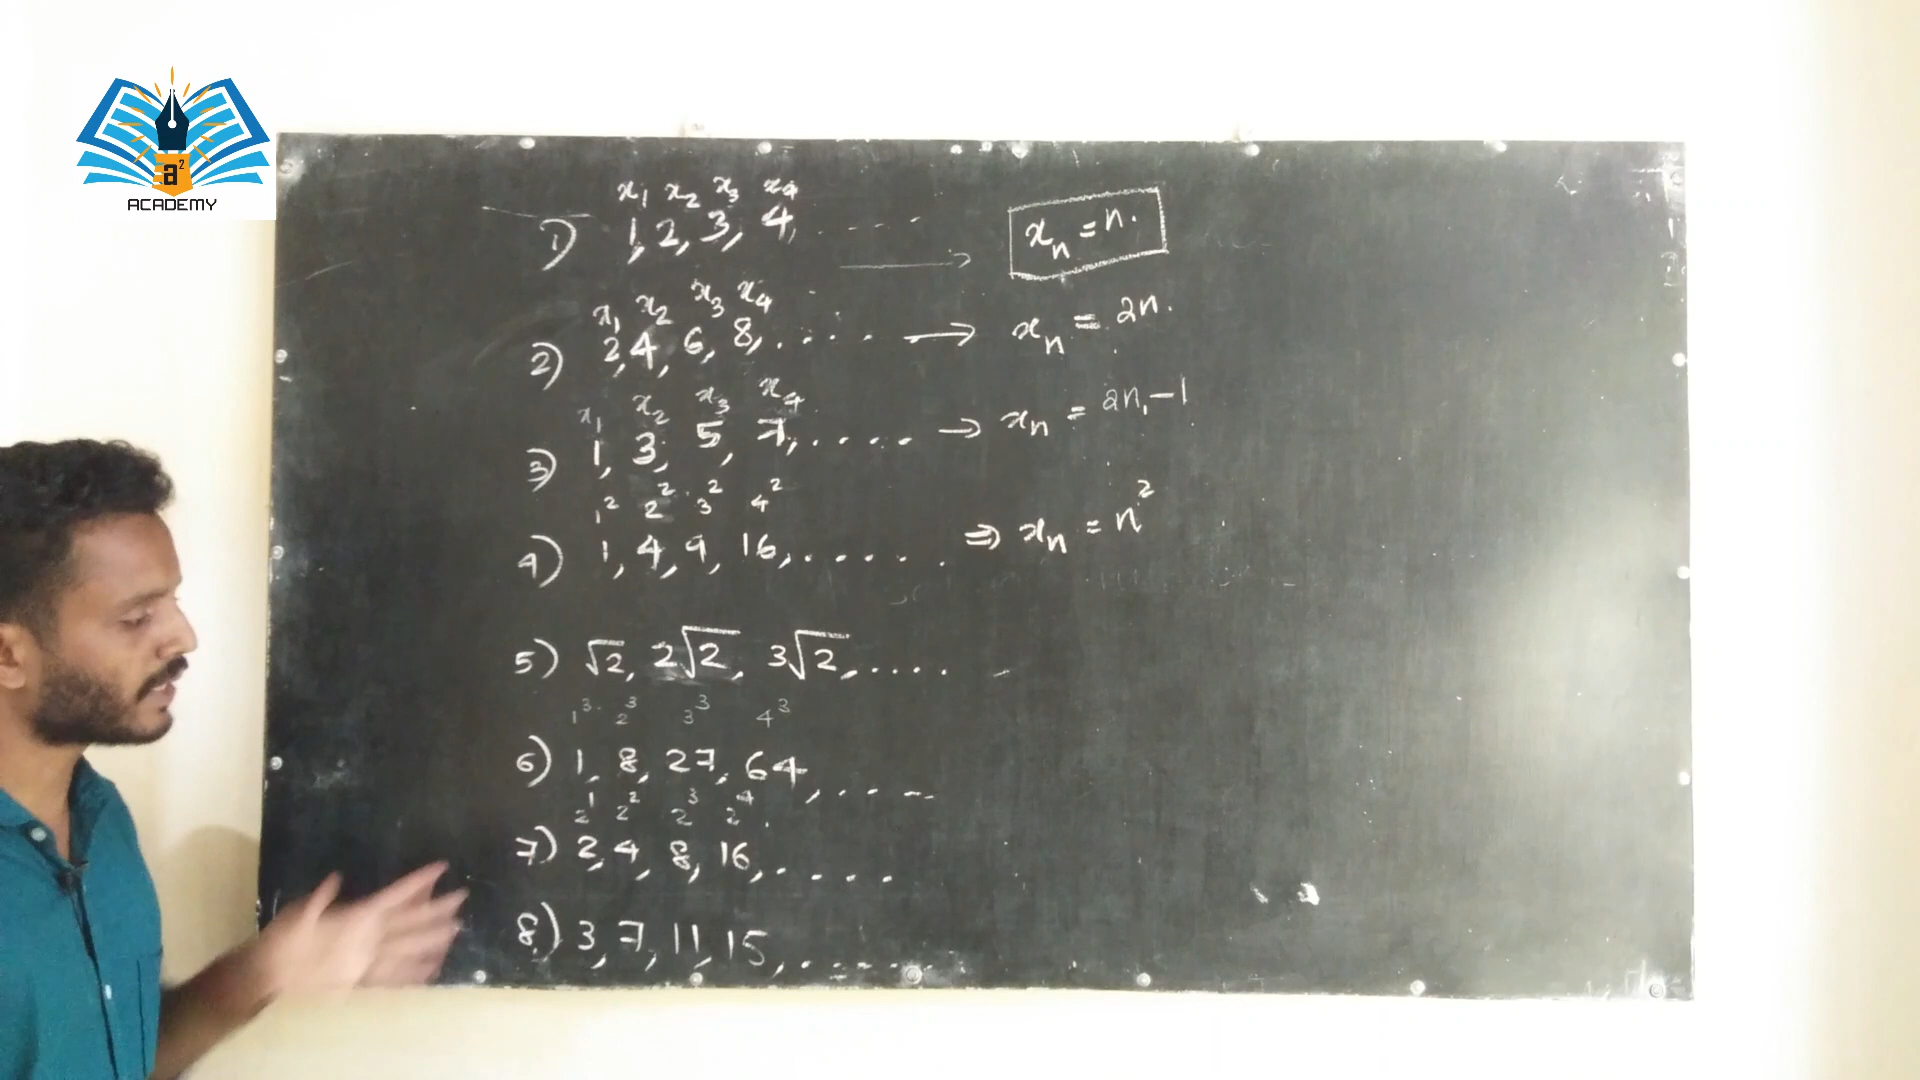 a²
ACADEMY
x₁ x₂ x₃ x₄
1) 1, 2, 3, 4, ..... → xₙ = n.
x₁ x₂ x₃ x₄
2) 2, 4, 6, 8, ..... → xₙ = 2n.
x₁ x₂ x₃ x₄
3) 1, 3, 5, 7, .... → xₙ = 2n-1
1² 2² 3² 4²
4) 1, 4, 9, 16, ..... ⇒ xₙ = n²
5) √2, 2√2, 3√2, ....
1³ 2³ 3³ 4³
6) 1, 8, 27, 64, ....
2¹ 2² 2³ 2⁴
7) 2, 4, 8, 16, ....
8) 3, 7, 11, 15, .....